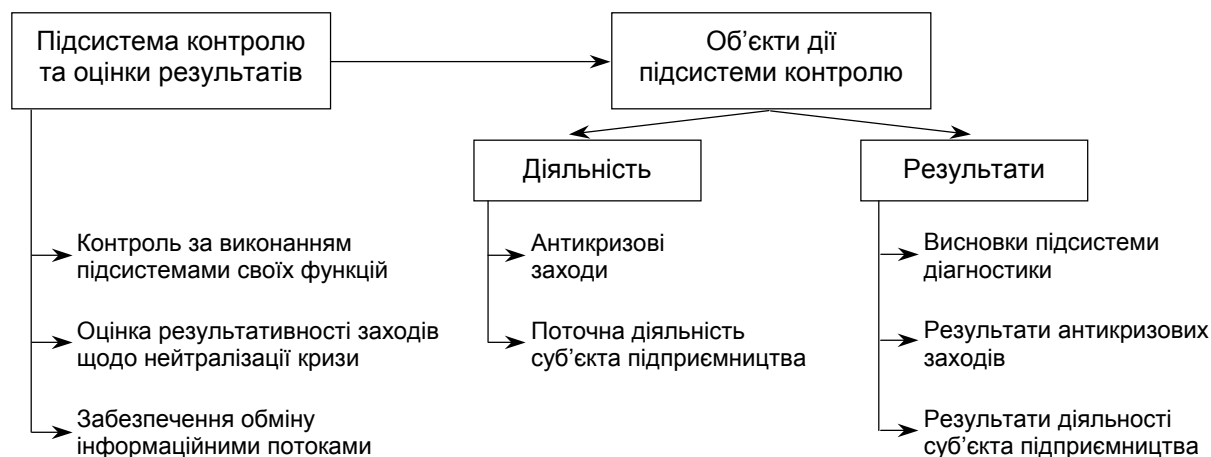 Підсистема контролю
та оцінки результатів
Об’єкти дії
підсистеми контролю
Діяльність
Результати
Контроль за виконанням
підсистемами своїх функцій
Оцінка результативності заходів
щодо нейтралізації кризи
Забезпечення обміну
інформаційними потоками
Антикризові
заходи
Поточна діяльність
суб’єкта підприємництва
Висновки підсистеми
діагностики
Результати антикризових
заходів
Результати діяльності
суб’єкта підприємництва